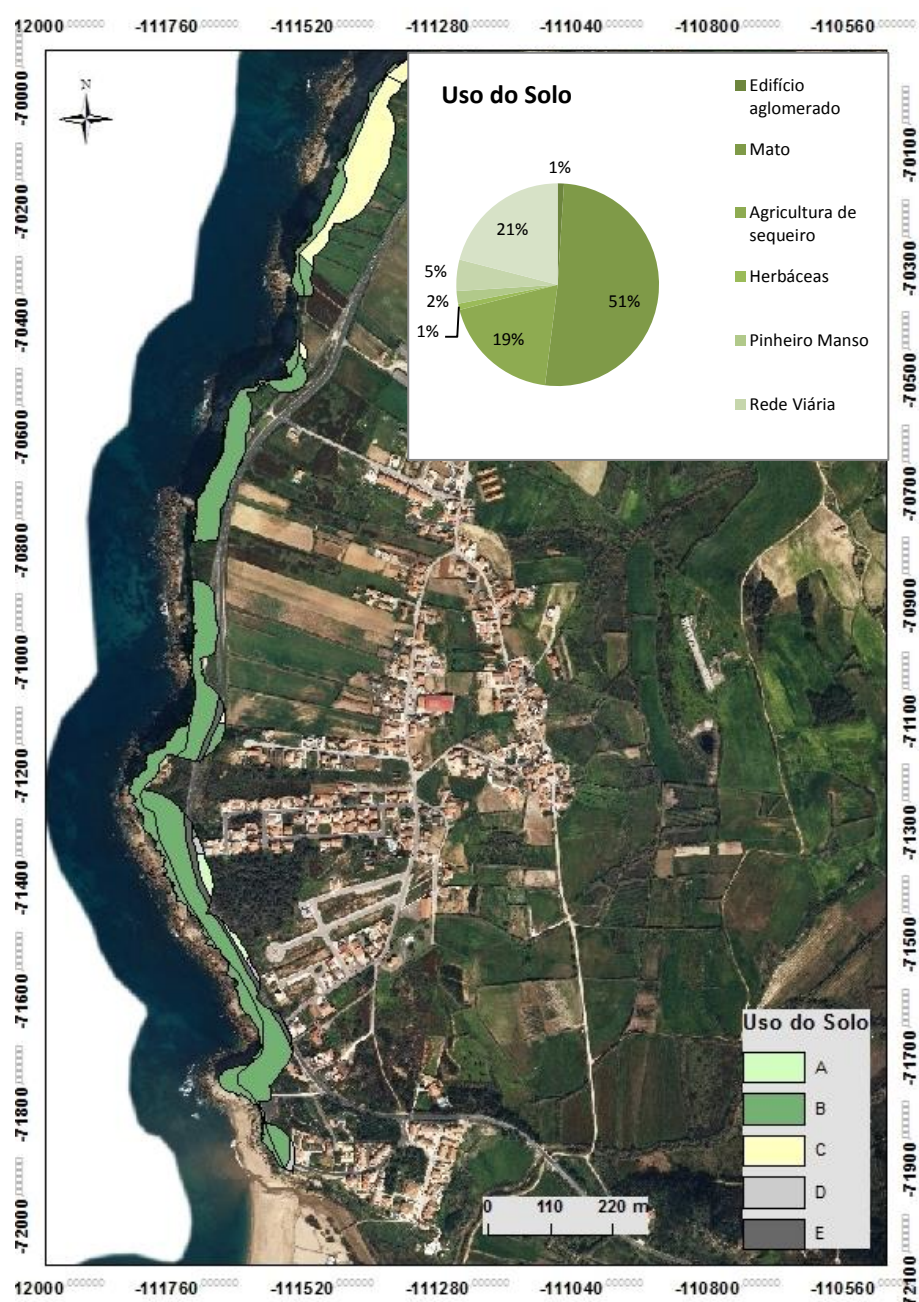 12000 -111760 -111520 -111280 -111040 -110800 -110560
N
Uso do Solo
Edifício
aglomerado
Mato
Agricultura de
sequeiro
Herbáceas
Pinheiro Manso
Rede Viária
1%
51%
19%
1%
2%
5%
21%
-70000
-70200
-70400
-70600
-70800
-71000
-71200
-71400
-71600
-71800
-72000
-70100
-70300
-70500
-70700
-70900
-71100
-71300
-71500
-71700
-71900
72100
Uso do Solo
A
B
C
D
E
0 110 220 m
12000 -111760 -111520 -111280 -111040 -110800 -110560